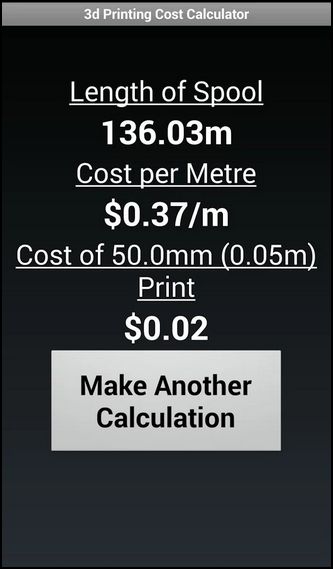 3d Printing Cost Calculator
Length of Spool
136.03m
Cost per Metre
$0.37/m
Cost of 50.0mm (0.05m)
Print
$0.02
Make Another
Calculation